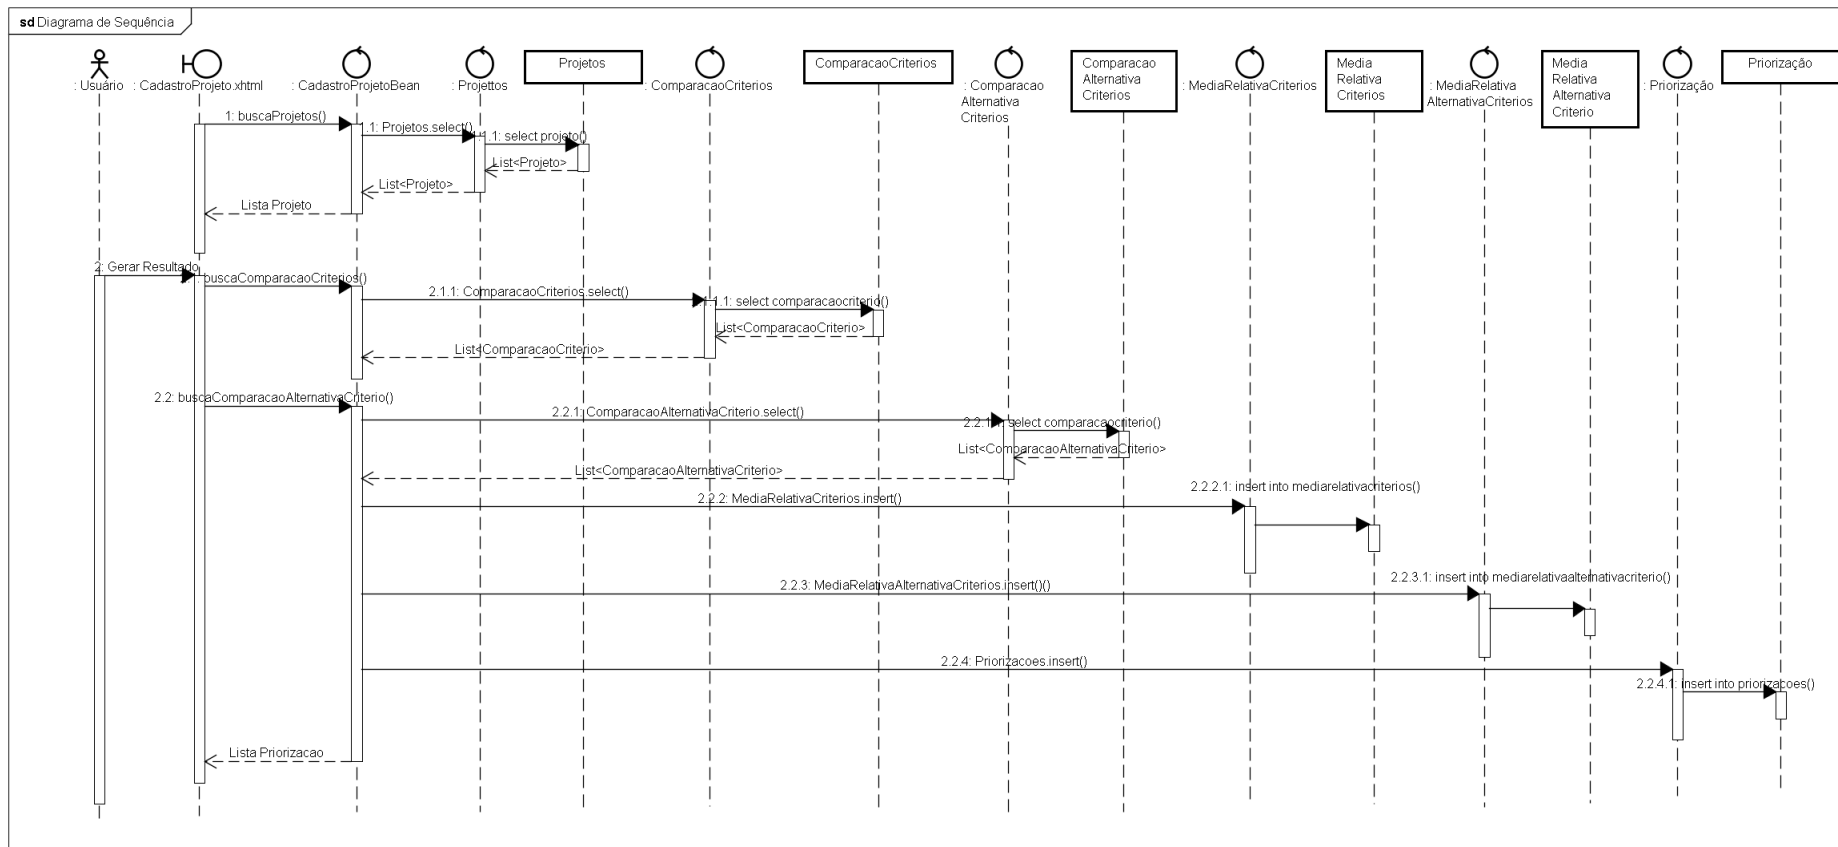 sd Diagrama de Sequência
: Usuário
: CadastroProjeto.xhtml
: CadastroProjetoBean
: Projettos
Projetos
: ComparacaoCriterios
ComparacaoCriterios
: Comparacao
Alternativa
Criterios
Comparacao
Alternativa
Criterios
: MediaRelativaCriterios
Media
Relativa
Criterios
: MediaRelativa
AlternativaCriterios
Media
Relativa
Alternativa
Criterio
: Priorização
Priorização
1: buscaProjetos()
1.1: Projetos.select()
1.1: select projeto()
List<Projeto>
List<Projeto>
Lista Projeto
2: Gerar Resultado
buscaComparacaoCriterios()
2.1.1: ComparacaoCriterios.select()
.1.1.1: select comparacaocriterio()
List<ComparacaoCriterio>
List<ComparacaoCriterio>
2.2: buscaComparacaoAlternativaCriterio()
2.2.1: ComparacaoAlternativaCriterio.select()
2.2.1.1: select comparacaocriterio()
List<ComparacaoAlternativaCriterio>
List<ComparacaoAlternativaCriterio>
2.2.2: MediaRelativaCriterios.insert()
2.2.2.1: insert into mediarelativacriterios()
2.2.3: MediaRelativaAlternativaCriterios.insert()()
2.2.3.1: insert into mediarelativaalternativacriterio()
2.2.4: Priorizacoes.insert()
2.2.4.1: insert into priorizacoes()
Lista Priorizacao